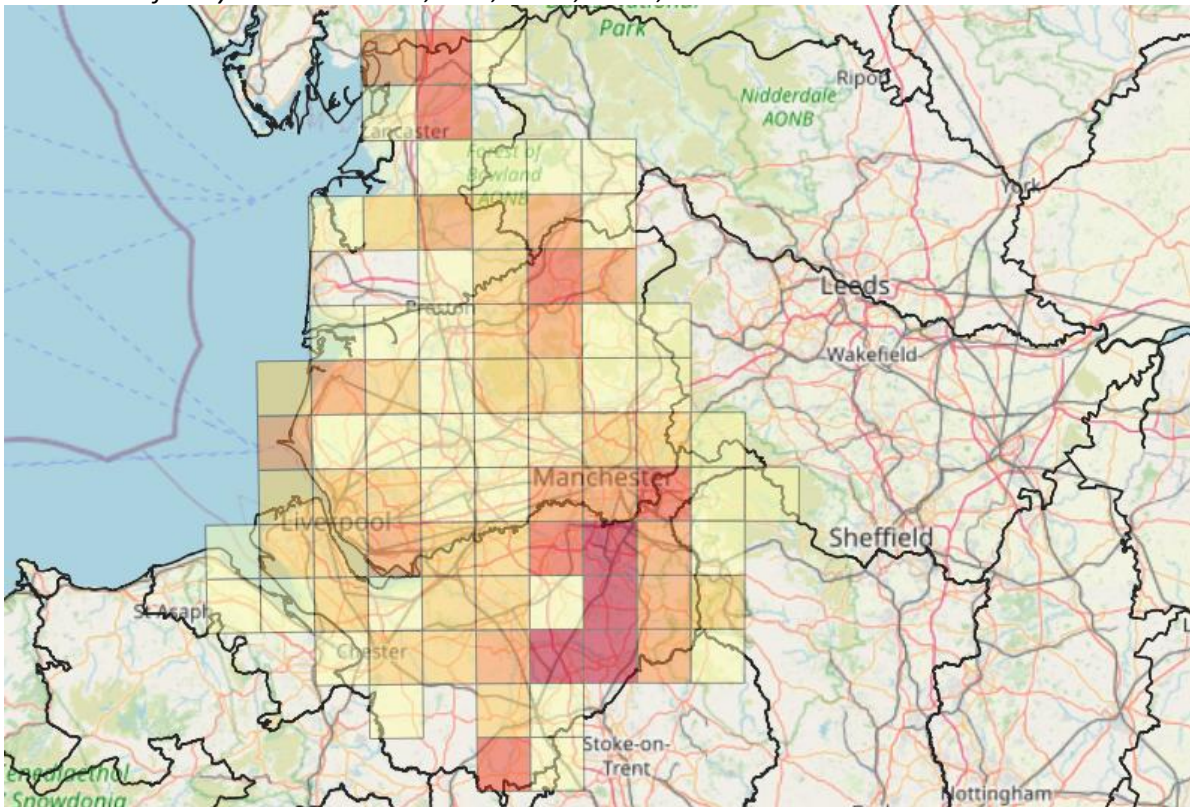 Park
Ripon
Nidderdale
AONB
Lancaster
Forest of
Bowland
AONB
York
Leeds
Preston
Wakefield
Manchester
Liverpool
Sheffield
St Asaph
Chester
Stoke-on-
Trent
Snowdonia
Nottingham